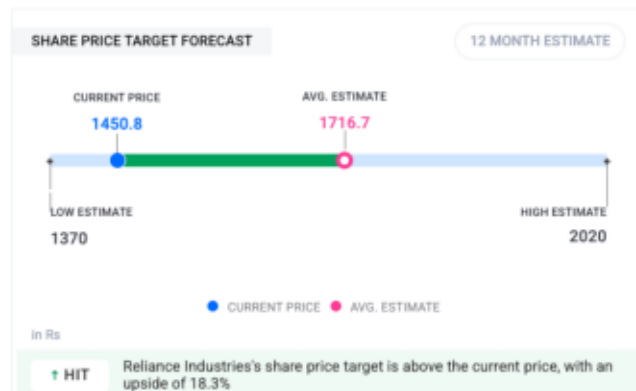 SHARE PRICE TARGET FORECAST
12 MONTH ESTIMATE
CURRENT PRICE
AVG. ESTIMATE
1450.8
1716.7
LOW ESTIMATE
HIGH ESTIMATE
1370
2020
CURRENT PRICE
AVG. ESTIMATE
in Rs
↑ HIT
Reliance Industries's share price target is above the current price, with an
upside of 18.3%